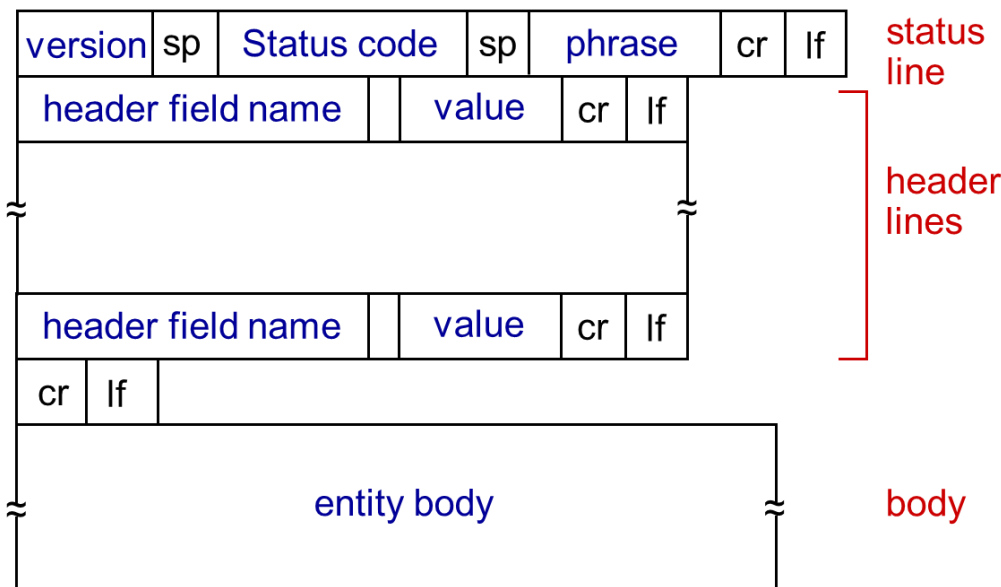 version sp Status code sp phrase cr lf
status
line
header field name value cr lf
header
lines
header field name value cr lf
cr lf
entity body
body